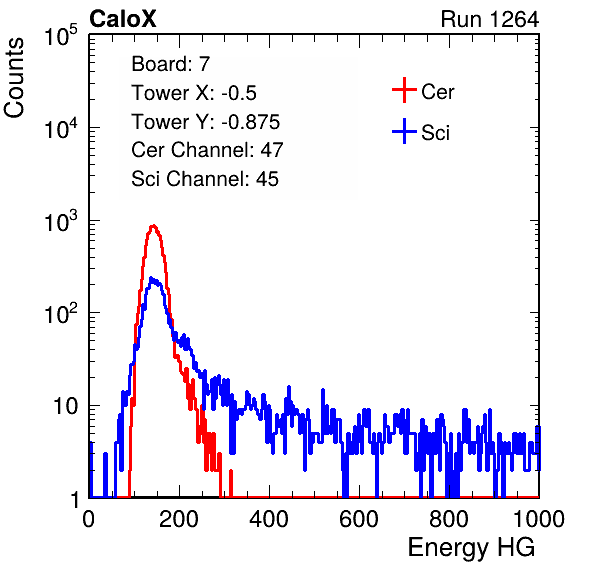 CaloX Run 1264
Counts
10^5
10^4
10^3
10^2
10
1
Board: 7
Tower X: -0.5
Tower Y: -0.875
Cer Channel: 47
Sci Channel: 45
Cer
Sci
0 200 400 600 800 1000
Energy HG